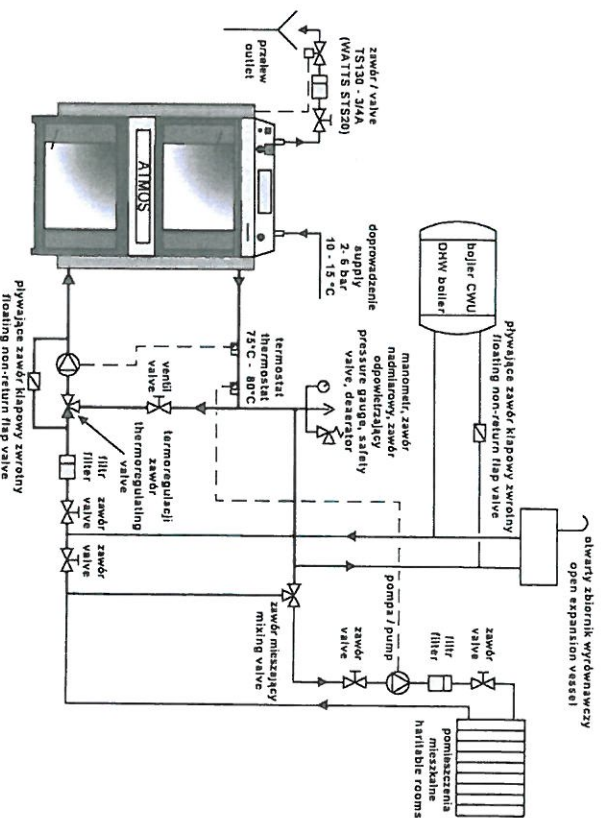 zawór / valve
TS130 - 3/4A
(WATTS STS20)
przelew
outlet
ATMOS
doprowadzenie
supply
2- 6 bar
10 - 15 °C
bojler CWU
DHW boiler
pływające zawór kłapowy zwrotny
floating non-return flap valve
otwarty zbiornik wyrównawczy
open expansion vessel
manometr, zawór
nadmiarowy, zawór
odpowietrzający
pressure gauge, safety
valve, deaerator
termostat
thermostat
75°C - 80°C
ventil
valve
termoregulacji
zawór
thermoregulating
valve
pływające zawór kłapowy zwrotny
floating non-return flap valve
filtr
filter
zawór
valve
zawór
valve
zawór mieszający
mixing valve
pompa / pump
zawór
valve
filtr
filter
zawór
valve
pomieszczenia
mieszkalne
haritable rooms